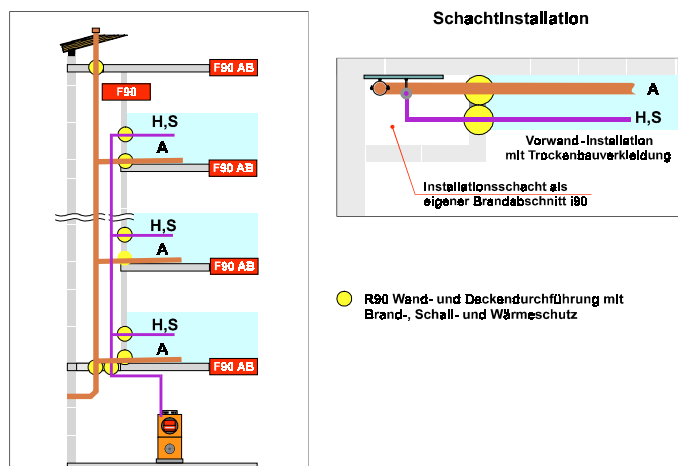 SchachtInstallation
F90 AB
F90
H,S
A
F90 AB
H,S
A
F90 AB
H,S
A
F90 AB
A
H,S
Vorwand-Installation
mit Trockenbauverkleidung
Installationsschacht als
eigener Brandabschnitt i90
R90 Wand- und Deckendurchführung mit
Brand-, Schall- und Wärmeschutz